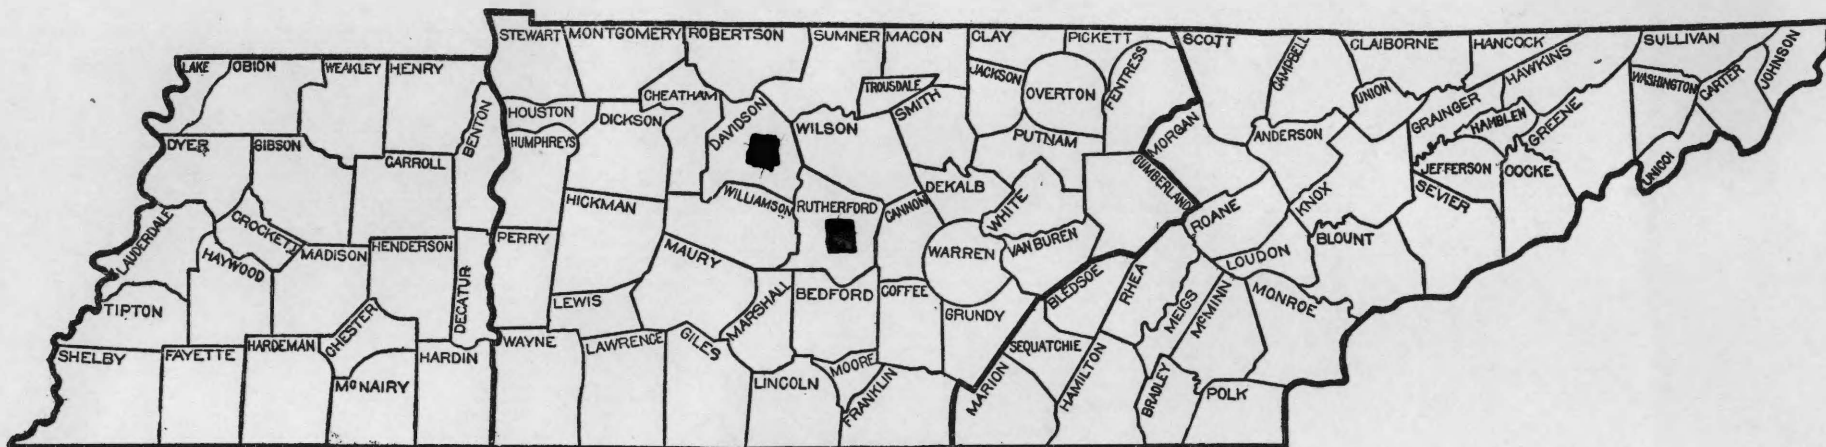 STEWART
MONTGOMERY
ROBERTSON
SUMNER
MACON
CLAY
PICKETT
FENTRESS
SCOTT
CAMPBELL
CLAIBORNE
HANCOCK
HAWKINS
SULLIVAN
WASHINGTON
CARTER
JOHNSON
LAKE
OBION
WEAKLEY
HENRY
BENTON
HOUSTON
DICKSON
CHEATHAM
DAVIDSON
WILSON
TROUSDALE
SMITH
JACKSON
OVERTON
PUTNAM
MORGAN
ANDERSON
UNION
GRAINGER
HAMBLEN
GREENE
UNICOI
DYER
GIBSON
CARROLL
HUMPHREYS
HICKMAN
WILLIAMSON
RUTHERFORD
CANNON
DEKALB
WHITE
CUMBERLAND
ROANE
KNOX
JEFFERSON
COCKE
SEVIER
LAUDERDALE
CROCKETT
HAYWOOD
MADISON
HENDERSON
DECATUR
PERRY
MAURY
WARREN
VAN BUREN
BLEDSOE
RHEA
MEIGS
LOUDON
BLOUNT
TIPTON
CHESTER
LEWIS
MARSHALL
BEDFORD
COFFEE
GRUNDY
SEQUATCHIE
McMINN
MONROE
SHELBY
FAYETTE
HARDEMAN
McNAIRY
HARDIN
WAYNE
LAWRENCE
GILES
LINCOLN
MOORE
FRANKLIN
MARION
HAMILTON
BRADLEY
POLK